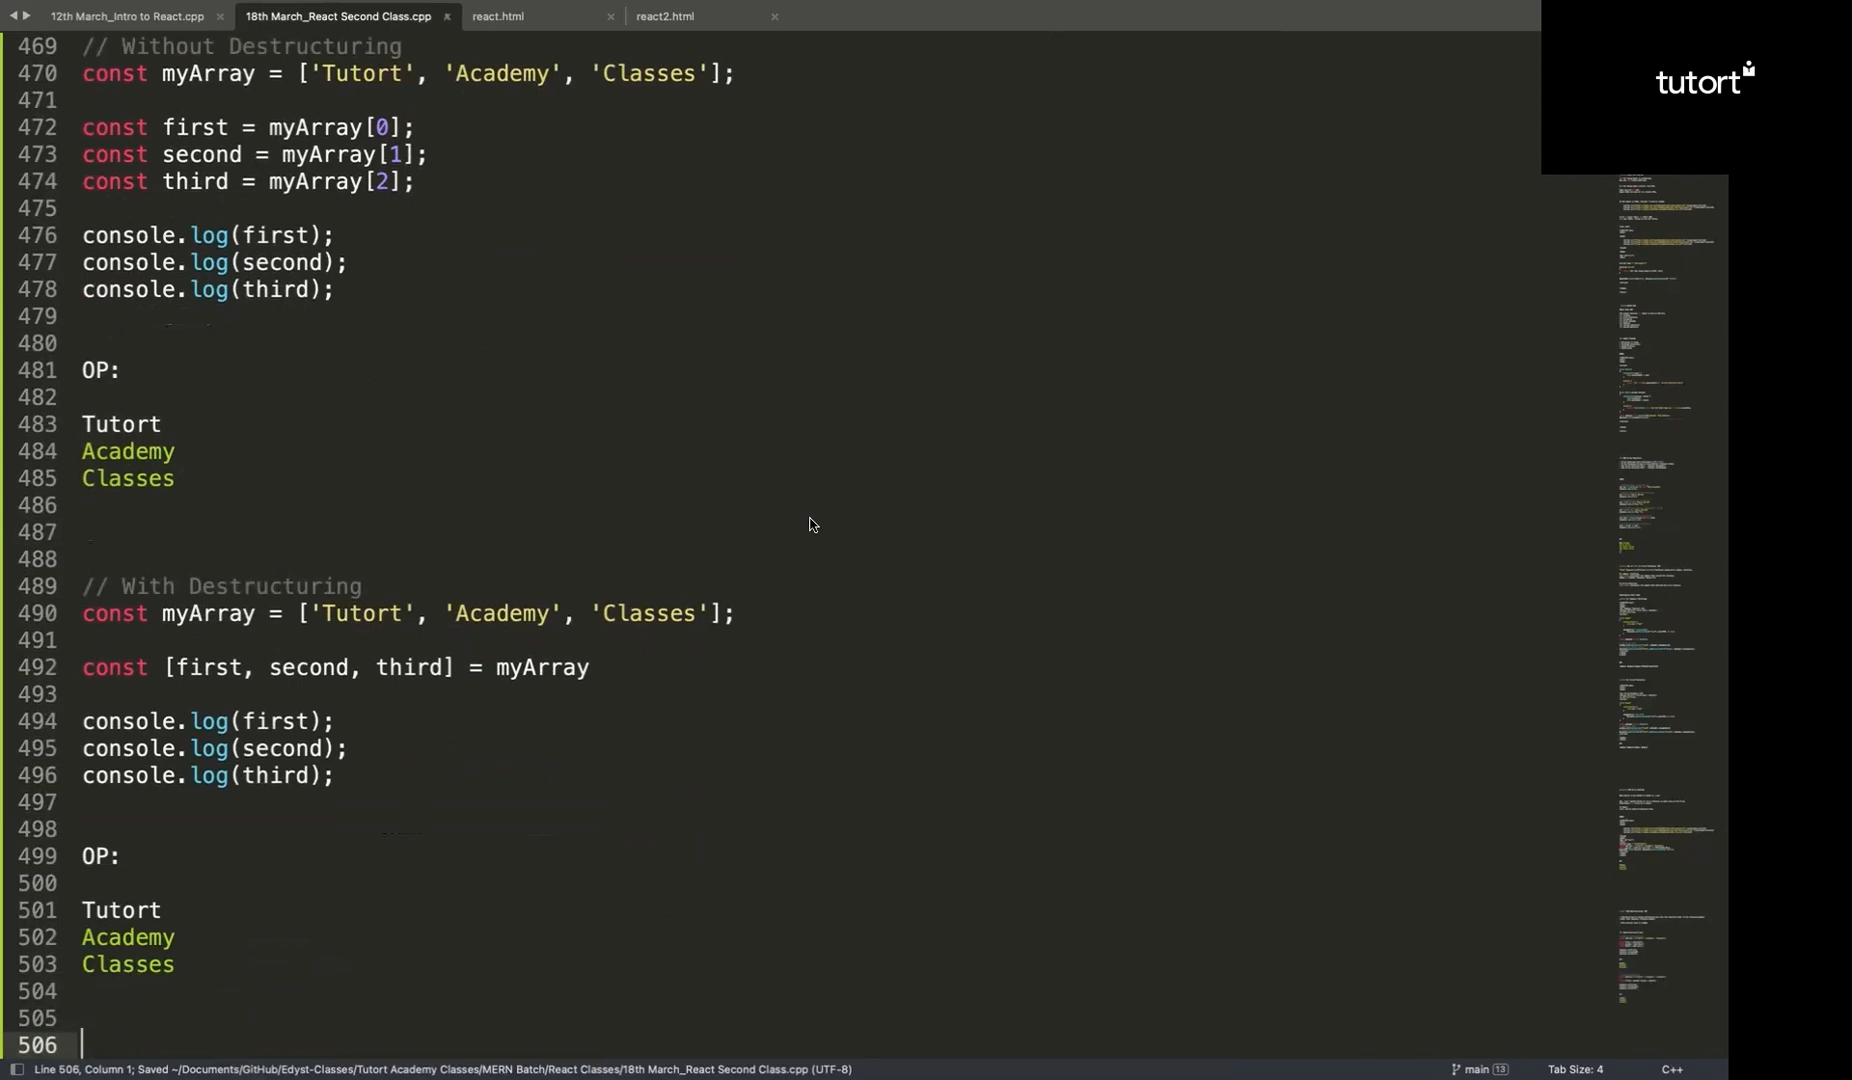 12th March_Intro to React.cpp × 18th March_React Second Class.cpp × react.html × react2.html ×
tutort
469 // Without Destructuring
470 const myArray = ['Tutort', 'Academy', 'Classes'];
471
472 const first = myArray[0];
473 const second = myArray[1];
474 const third = myArray[2];
475
476 console.log(first);
477 console.log(second);
478 console.log(third);
479
480
481 OP:
482
483 Tutort
484 Academy
485 Classes
486
487
488
489 // With Destructuring
490 const myArray = ['Tutort', 'Academy', 'Classes'];
491
492 const [first, second, third] = myArray
493
494 console.log(first);
495 console.log(second);
496 console.log(third);
497
498
499 OP:
500
501 Tutort
502 Academy
503 Classes
504
505
506
Line 506, Column 1; Saved ~/Documents/GitHub/Edyst-Classes/Tutort Academy Classes/MERN Batch/React Classes/18th March_React Second Class.cpp (UTF-8) main 13 Tab Size: 4 C++